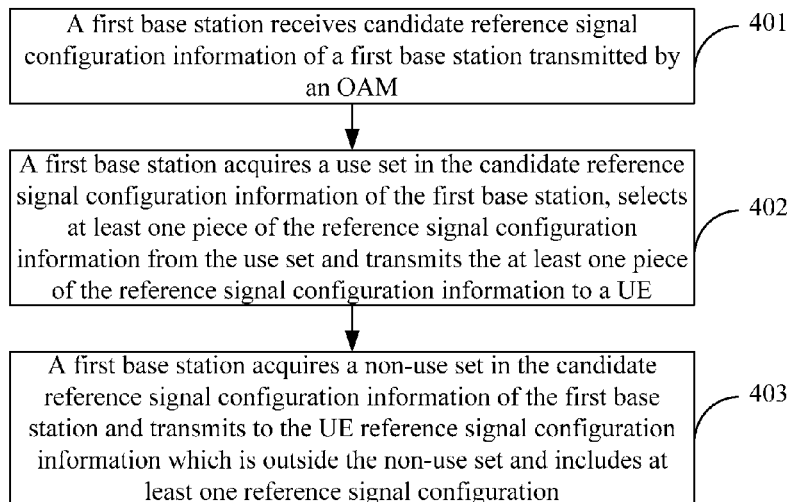 A first base station receives candidate reference signal
configuration information of a first base station transmitted by
an OAM
401
A first base station acquires a use set in the candidate reference
signal configuration information of the first base station, selects
at least one piece of the reference signal configuration
information from the use set and transmits the at least one piece
of the reference signal configuration information to a UE
402
A first base station acquires a non-use set in the candidate
reference signal configuration information of the first base
station and transmits to the UE reference signal configuration
information which is outside the non-use set and includes at
least one reference signal configuration
403